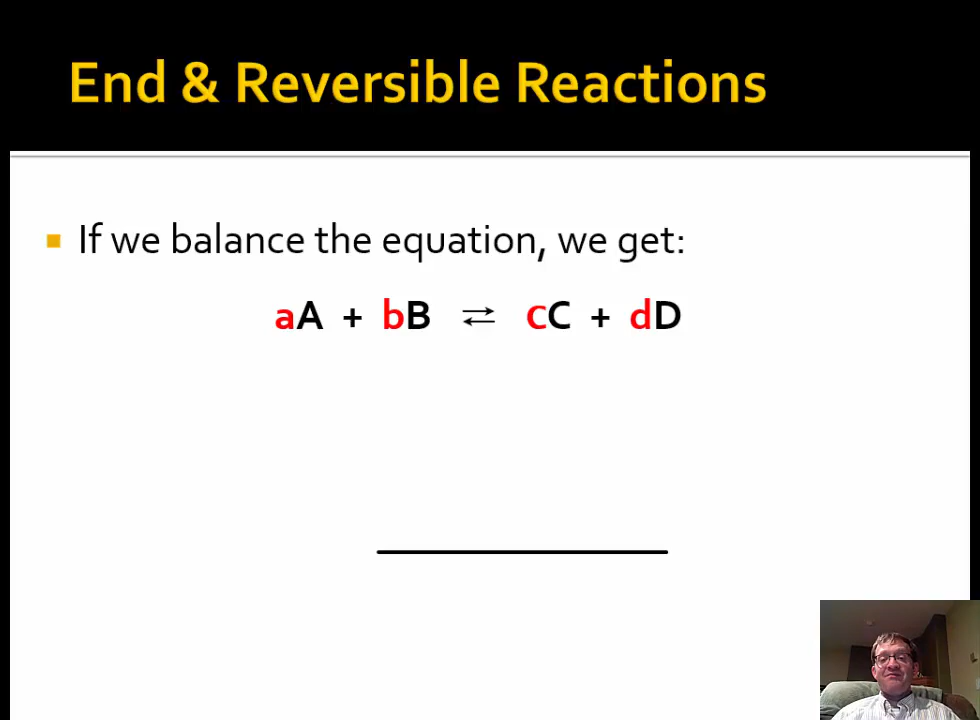 End & Reversible Reactions
If we balance the equation, we get:
aA + bB ⇌ cC + dD